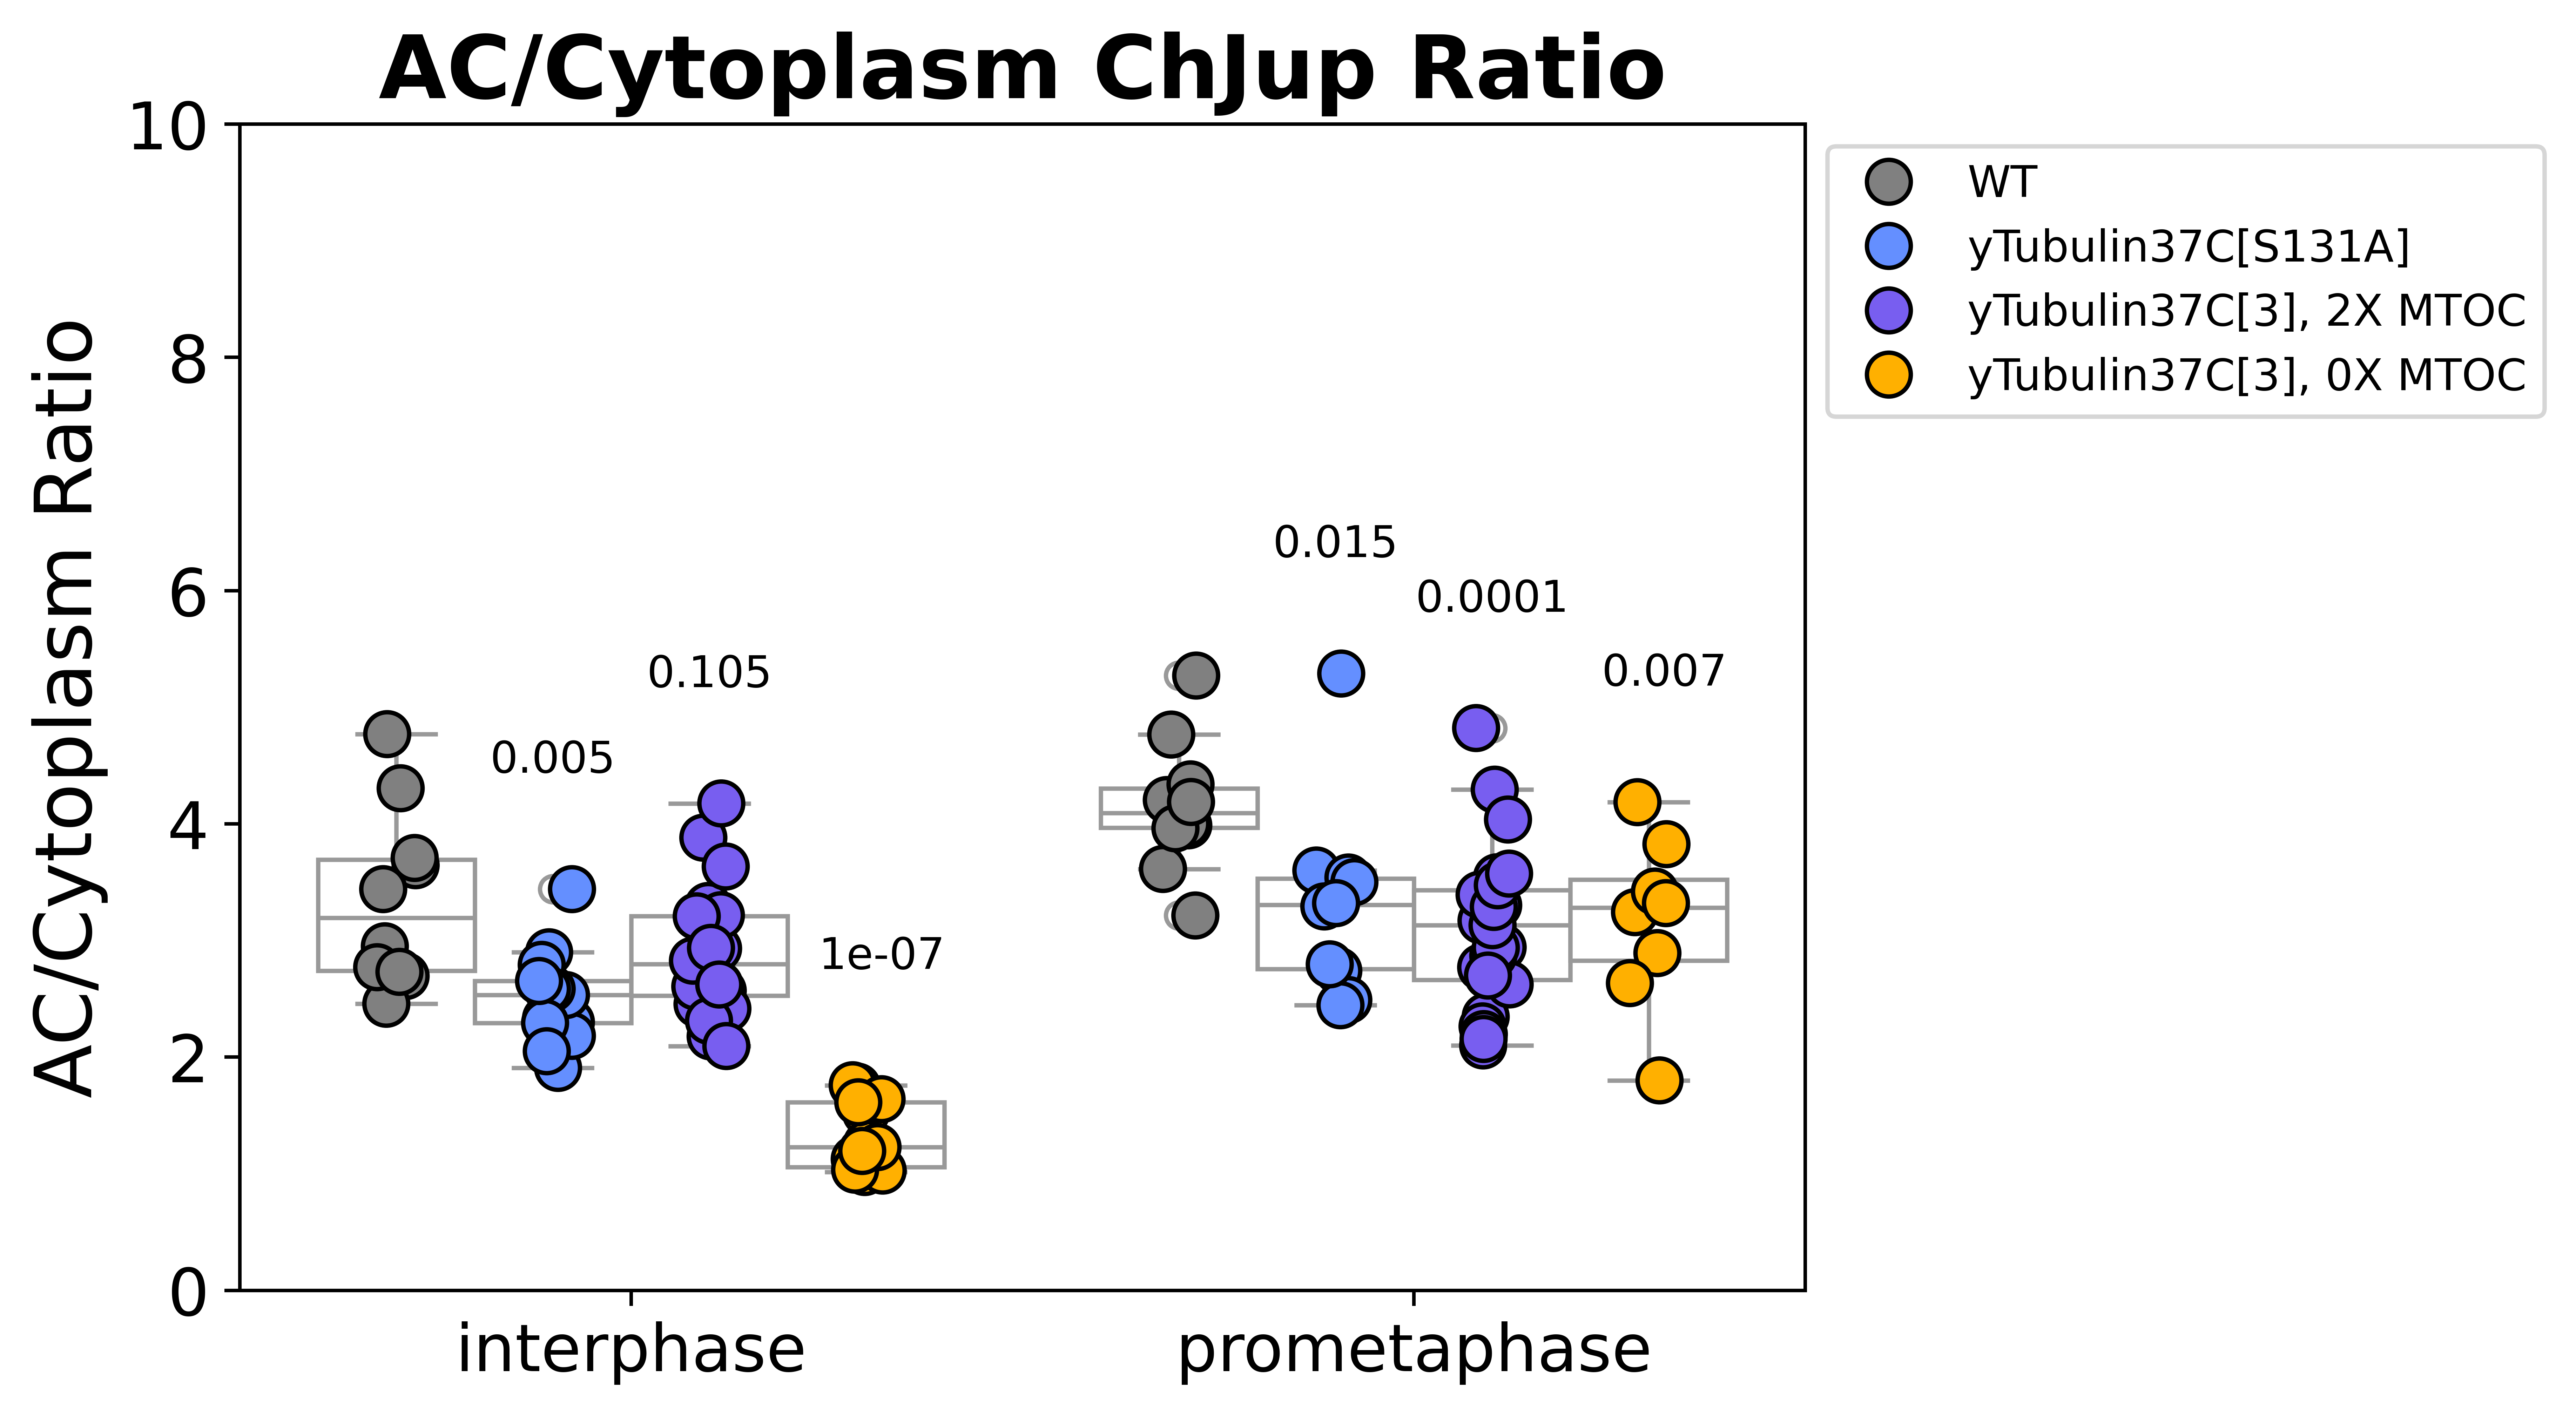 AC/Cytoplasm ChJup Ratio
AC/Cytoplasm Ratio
10
8
6
4
2
0
0.005
0.105
1e-07
0.015
0.0001
0.007
interphase
prometaphase
WT
yTubulin37C[S131A]
yTubulin37C[3], 2X MTOC
yTubulin37C[3], 0X MTOC